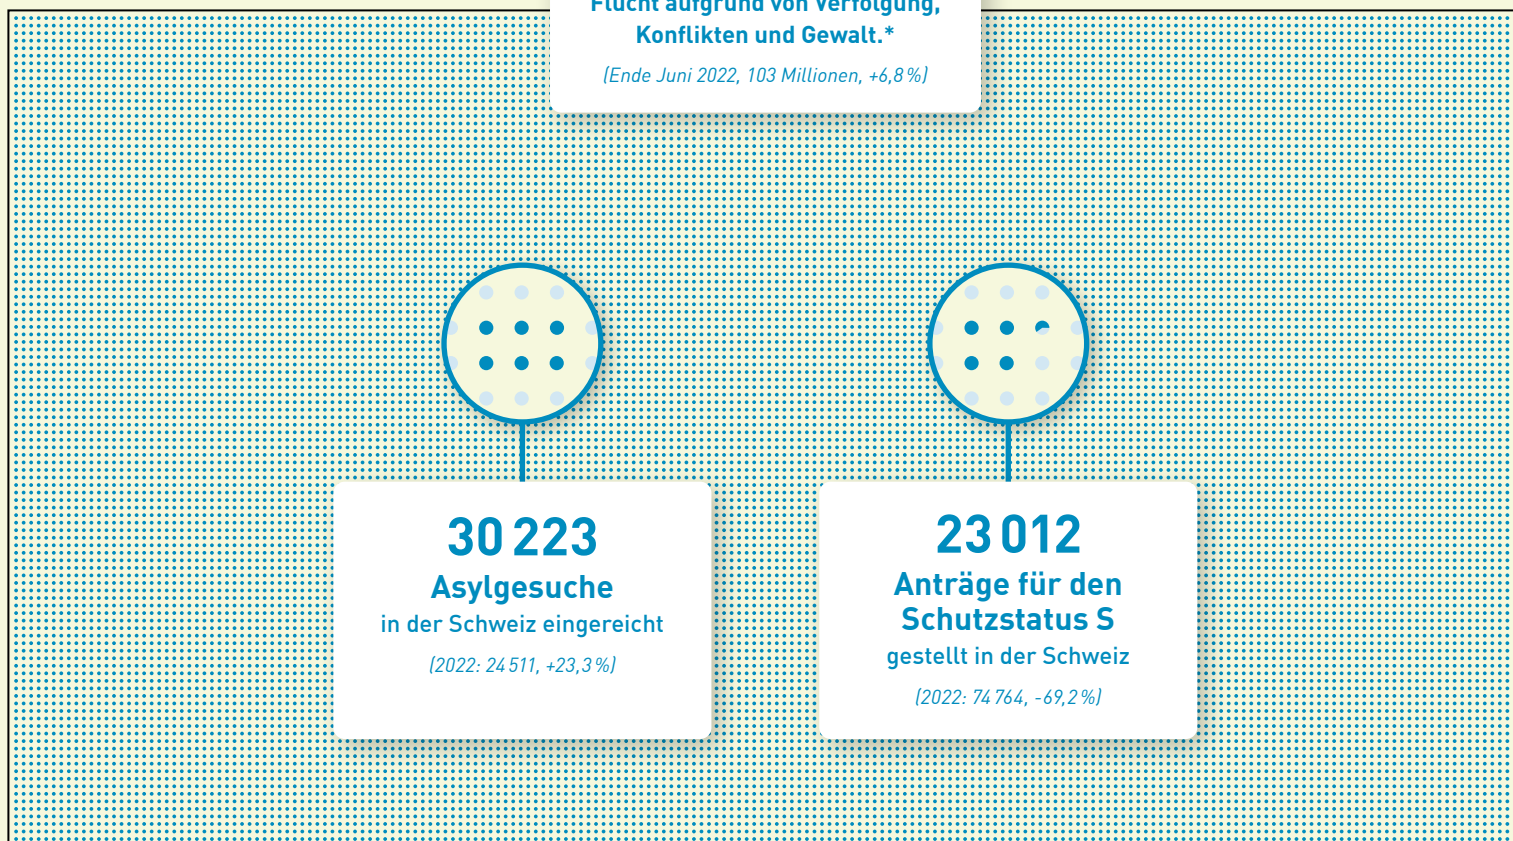 Flucht aufgrund von Verfolgung,
Konflikten und Gewalt.*
(Ende Juni 2022, 103 Millionen, +6,8 %)
30 223
Asylgesuche
in der Schweiz eingereicht
(2022: 24 511, +23,3 %)
23 012
Anträge für den
Schutzstatus S
gestellt in der Schweiz
(2022: 74 764, -69,2 %)